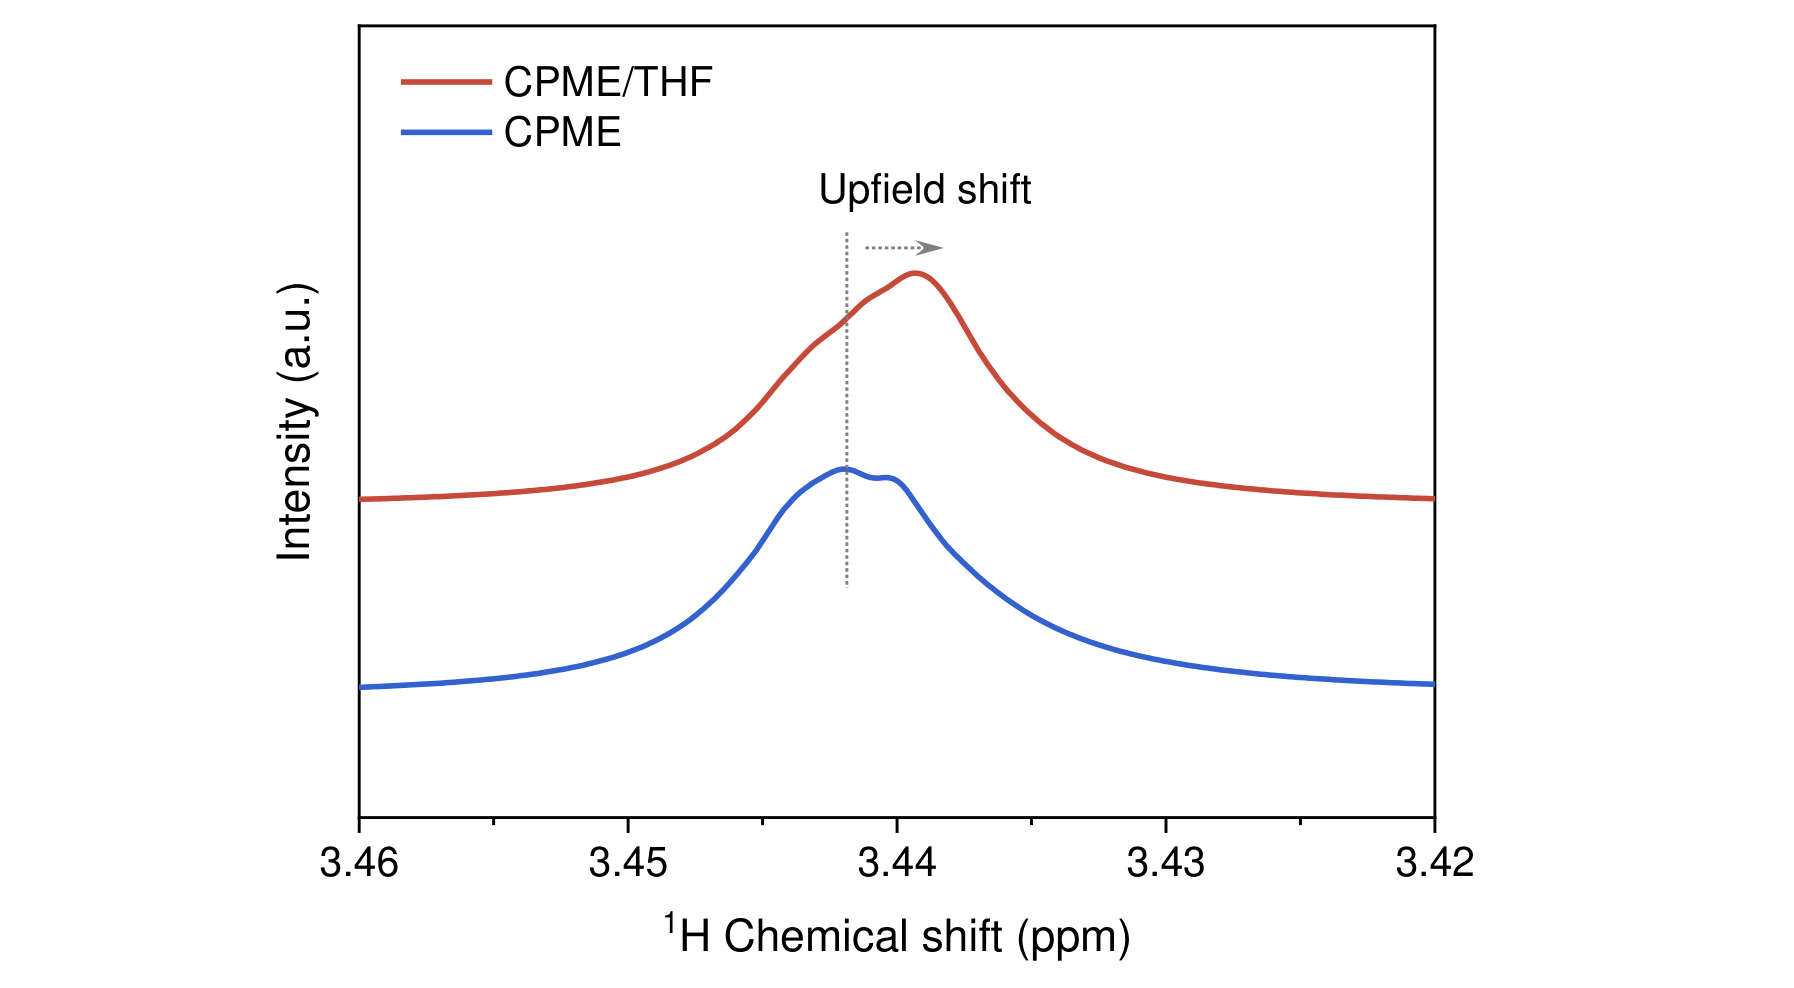 CPME/THF
CPME
Upfield shift
Intensity (a.u.)
3.46 3.45 3.44 3.43 3.42
¹H Chemical shift (ppm)